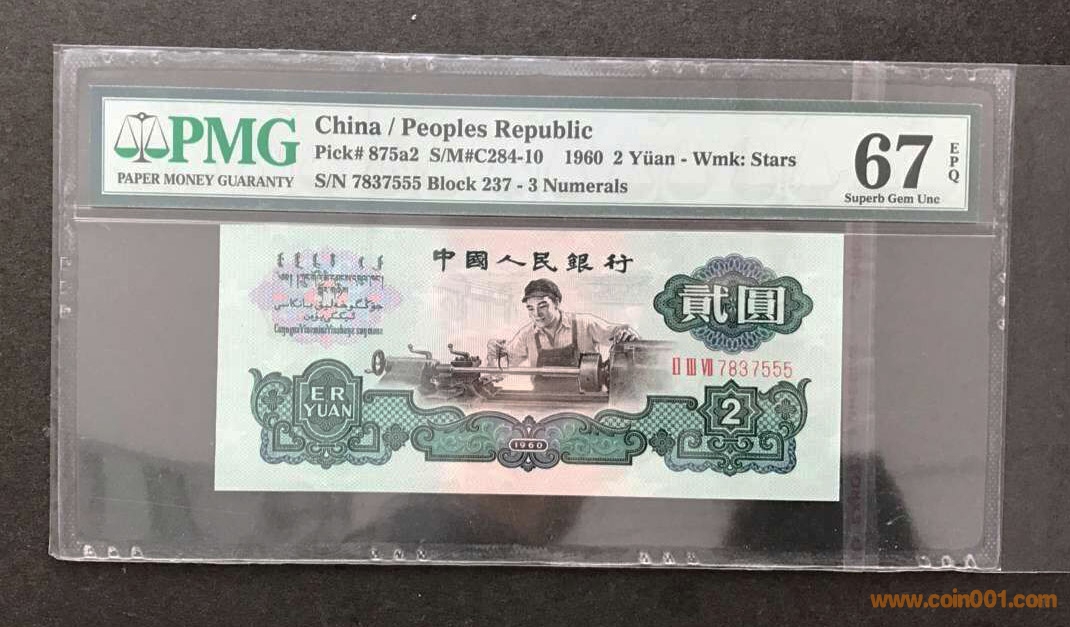 PMG
PAPER MONEY GUARANTY
China / Peoples Republic
Pick# 875a2 S/M#C284-10 1960 2 Yüan - Wmk: Stars
S/N 7837555 Block 237 - 3 Numerals
67
EPQ
Superb Gem Unc
中國人民銀行
貳圓
II III VII 7837555
ER
YUAN
1960
2
www.coin001.com